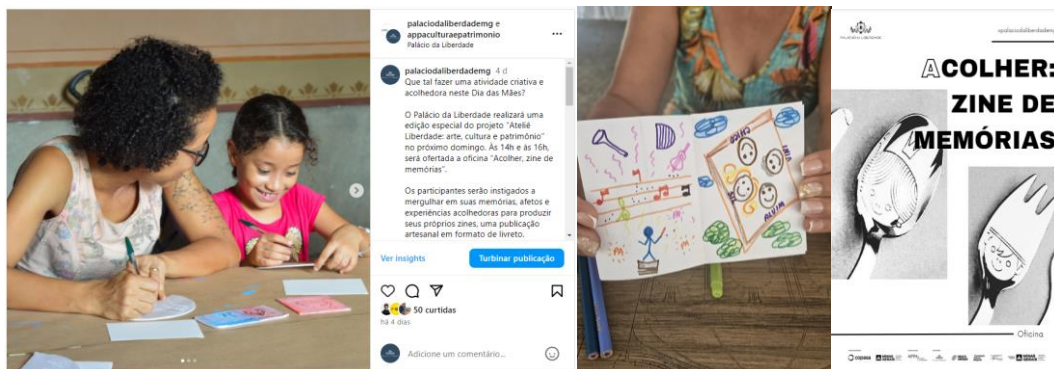 palaciodaliberdademg e
appaculturaepatrimonio
Palácio da Liberdade
palaciodaliberdademg 4 d
Que tal fazer uma atividade criativa e
acolhedora neste Dia das Mães?
O Palácio da Liberdade realizará uma
edição especial do projeto "Ateliê
Liberdade: arte, cultura e patrimônio"
no próximo domingo. Às 14h e às 16h,
será ofertada a oficina "Acolher, zine de
memórias".
Os participantes serão instigados a
mergulhar em suas memórias, afetos e
experiências acolhedoras para produzir
seus próprios zines, uma publicação
artesanal em formato de livreto.
Ver insights
Turbinar publicação
50 curtidas
há 4 dias
Adicione um comentário...
CHICO
VINI
ALVIM
ACOLHER:
ZINE DE
MEMÓRIAS
Oficina
copasa